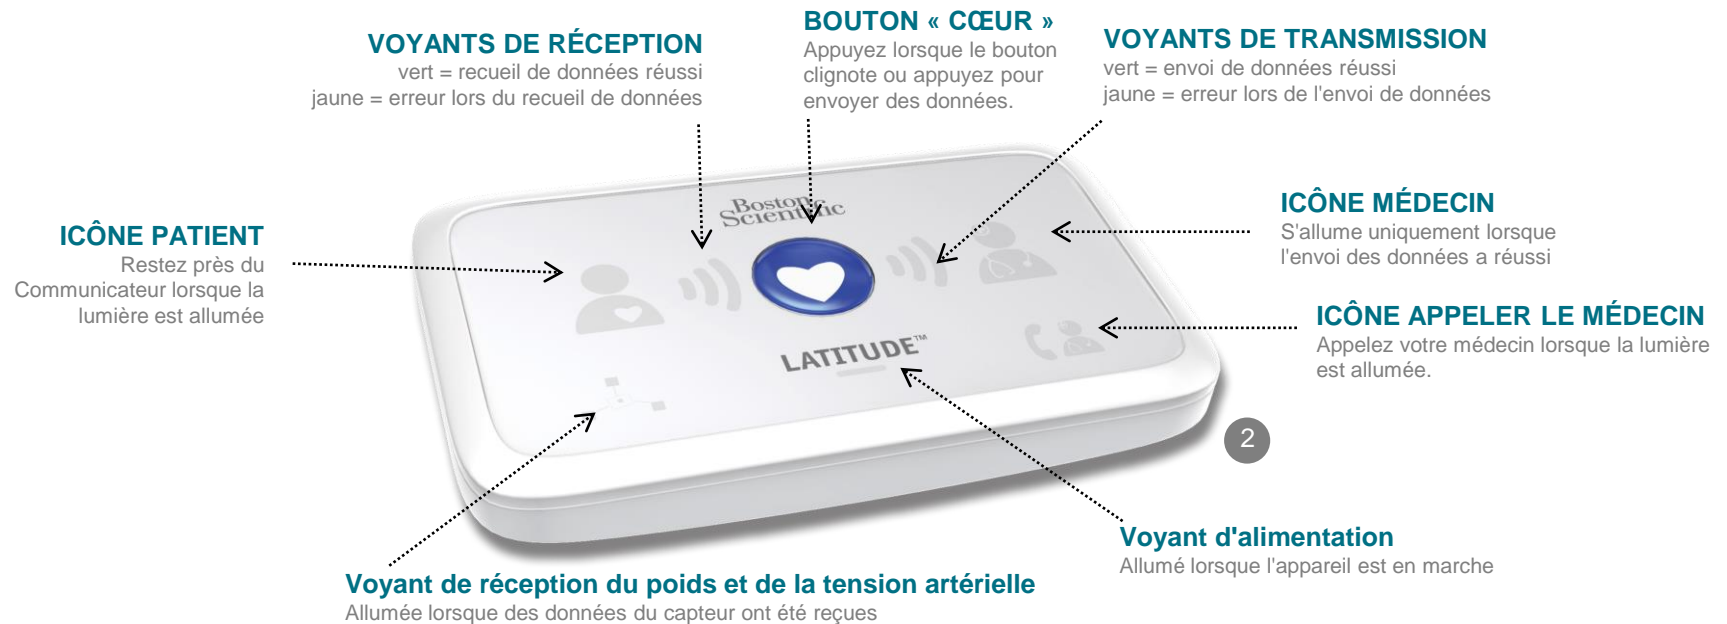 BOUTON « CŒUR »
Appuyez lorsque le bouton
clignote ou appuyez pour
envoyer des données.
VOYANTS DE RÉCEPTION
vert = recueil de données réussi
jaune = erreur lors du recueil de données
VOYANTS DE TRANSMISSION
vert = envoi de données réussi
jaune = erreur lors de l'envoi de données
ICÔNE PATIENT
Restez près du
Communicateur lorsque la
lumière est allumée
Boston
Scientific
LATITUDE™
ICÔNE MÉDECIN
S'allume uniquement lorsque
l'envoi des données a réussi
ICÔNE APPELER LE MÉDECIN
Appelez votre médecin lorsque la lumière
est allumée.
2
Voyant d'alimentation
Allumé lorsque l'appareil est en marche
Voyant de réception du poids et de la tension artérielle
Allumée lorsque des données du capteur ont été reçues